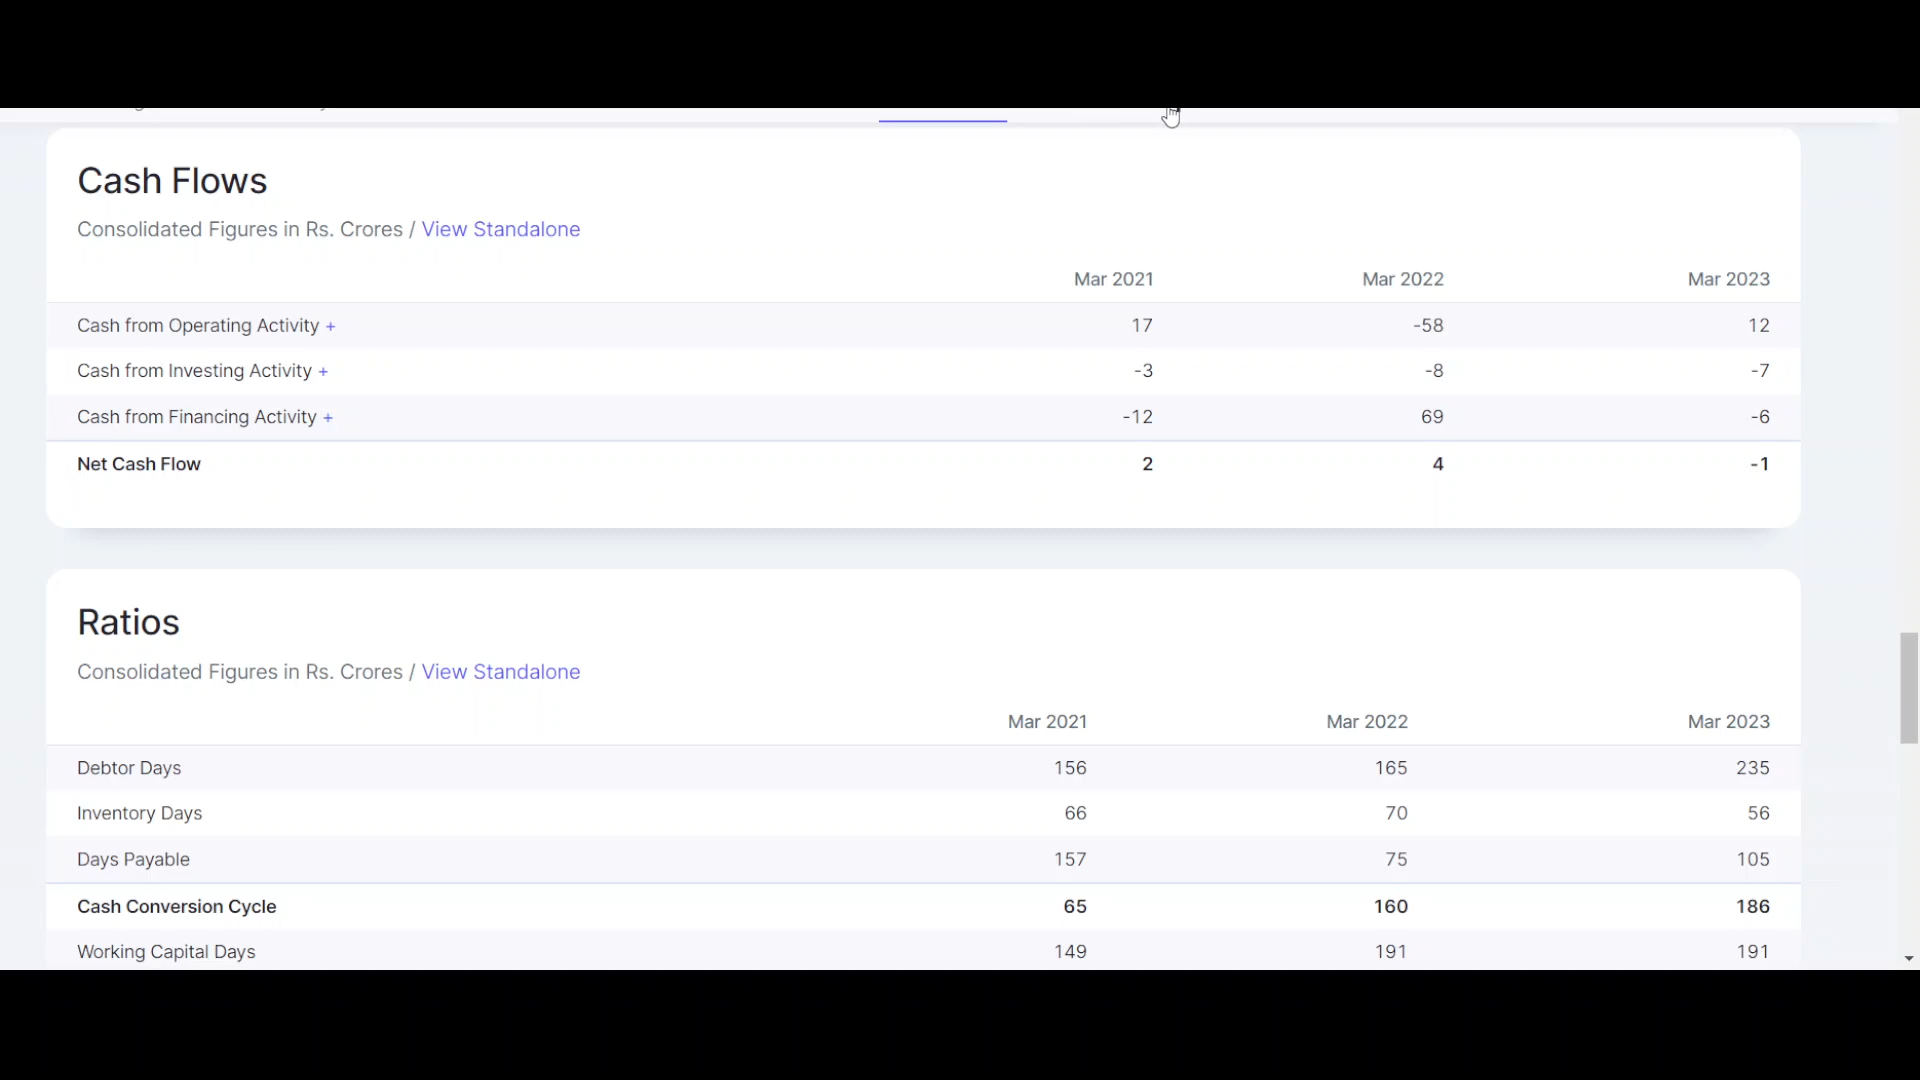 Cash Flows
Consolidated Figures in Rs. Crores / View Standalone
Mar 2021 Mar 2022 Mar 2023
Cash from Operating Activity + 17 -58 12
Cash from Investing Activity + -3 -8 -7
Cash from Financing Activity + -12 69 -6
Net Cash Flow 2 4 -1
Ratios
Consolidated Figures in Rs. Crores / View Standalone
Mar 2021 Mar 2022 Mar 2023
Debtor Days 156 165 235
Inventory Days 66 70 56
Days Payable 157 75 105
Cash Conversion Cycle 65 160 186
Working Capital Days 149 191 191